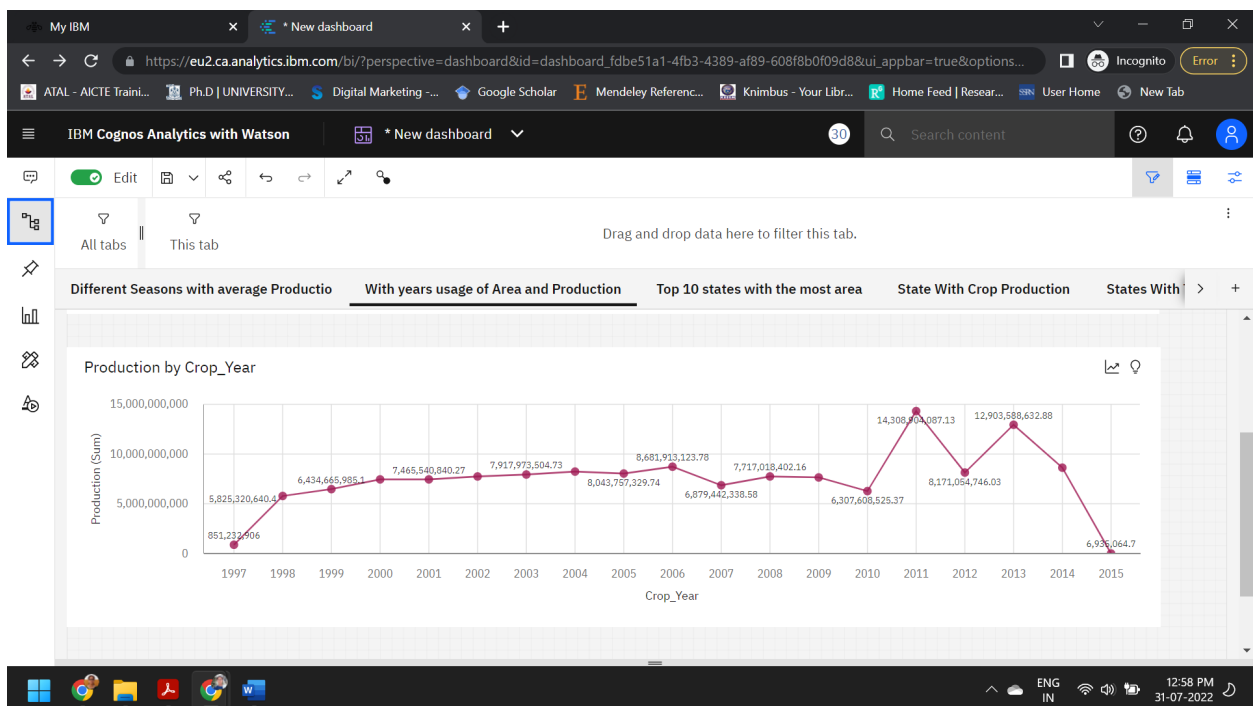 My IBM
* New dashboard
https://eu2.ca.analytics.ibm.com/bi/?perspective=dashboard&id=dashboard_fdbe51a1-4fb3-4389-af89-608f8b0f09d8&ui_appbar=true&options...
Incognito
Error
ATAL - AICTE Traini...
Ph.D | UNIVERSITY...
Digital Marketing -...
Google Scholar
Mendeley Referenc...
Knimbus - Your Libr...
Home Feed | Resear...
User Home
New Tab
IBM Cognos Analytics with Watson
* New dashboard
30
Search content
Edit
All tabs
This tab
Drag and drop data here to filter this tab.
Different Seasons with average Productio
With years usage of Area and Production
Top 10 states with the most area
State With Crop Production
States With
Production by Crop_Year
Production (Sum)
15,000,000,000
10,000,000,000
5,000,000,000
0
851,232,906
5,825,320,640.4
6,434,665,985.1
7,465,540,840.27
7,917,973,504.73
8,043,757,329.74
8,681,913,123.78
6,879,442,338.58
7,717,018,402.16
6,307,608,525.37
14,308,904,087.13
8,171,054,746.03
12,903,588,632.88
6,935,064.7
1997 1998 1999 2000 2001 2002 2003 2004 2005 2006 2007 2008 2009 2010 2011 2012 2013 2014 2015
Crop_Year
ENG
IN
12:58 PM
31-07-2022